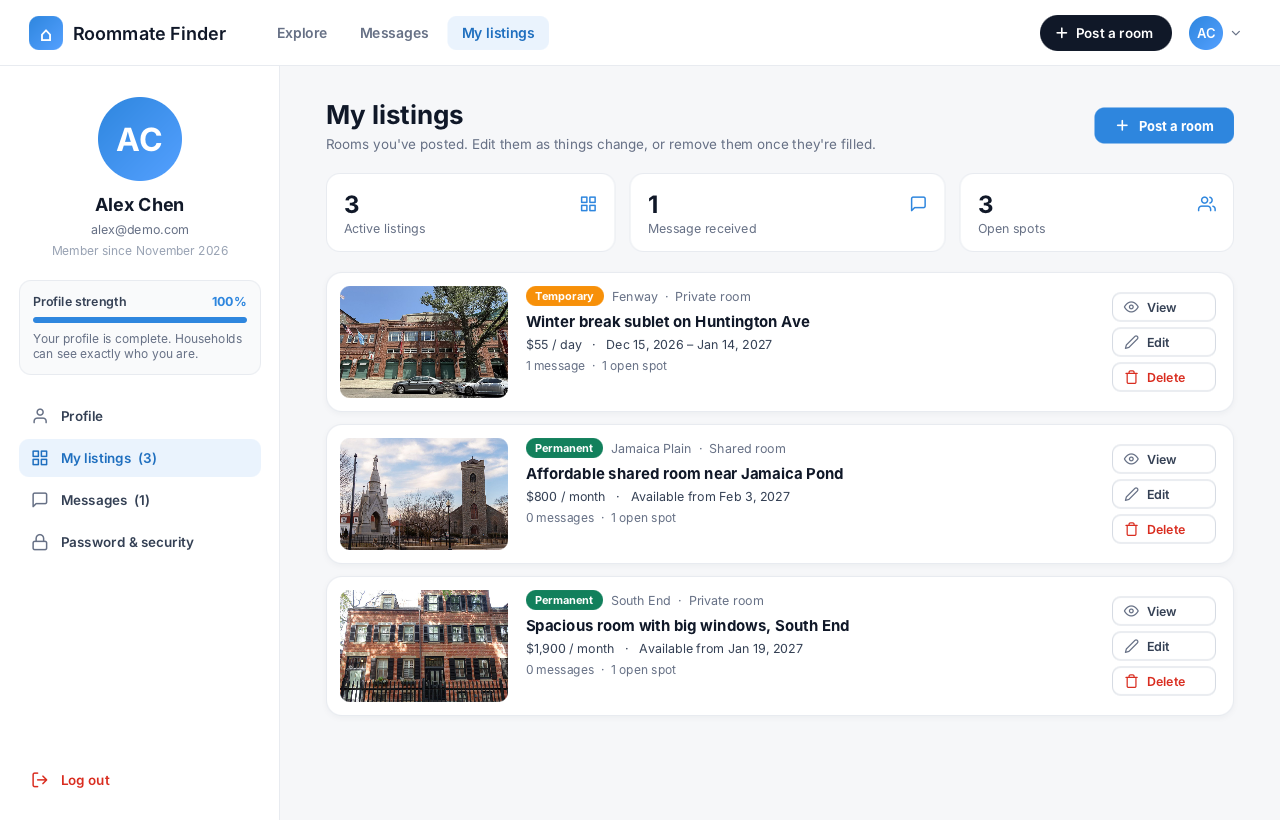 Roommate Finder
Explore
Messages
My listings
Post a room
AC
AC
Alex Chen
alex@demo.com
Member since November 2026
Profile strength 100%
Your profile is complete. Households
can see exactly who you are.
Profile
My listings (3)
Messages (1)
Password & security
Log out
My listings
Rooms you've posted. Edit them as things change, or remove them once they're filled.
Post a room
3
Active listings
1
Message received
3
Open spots
Temporary Fenway · Private room
Winter break sublet on Huntington Ave
$55 / day · Dec 15, 2026 – Jan 14, 2027
1 message · 1 open spot
View
Edit
Delete
Permanent Jamaica Plain · Shared room
Affordable shared room near Jamaica Pond
$800 / month · Available from Feb 3, 2027
0 messages · 1 open spot
View
Edit
Delete
Permanent South End · Private room
Spacious room with big windows, South End
$1,900 / month · Available from Jan 19, 2027
0 messages · 1 open spot
View
Edit
Delete